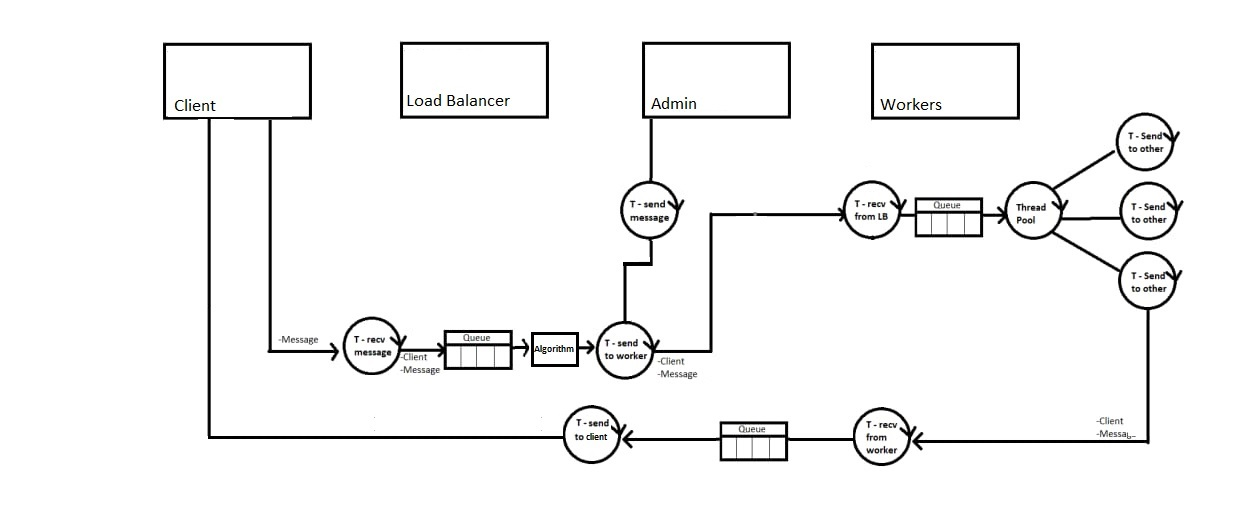 Client
Load Balancer
Admin
Workers
T - Send
to other
T - send
message
T - recv
from LB
Queue
Thread
Pool
T - Send
to other
T - Send
to other
-Message
T - recv
message
-Client
-Message
Queue
Algorithm
T - send
to worker
-Client
-Message
T - send
to client
Queue
T - recv
from
worker
-Client